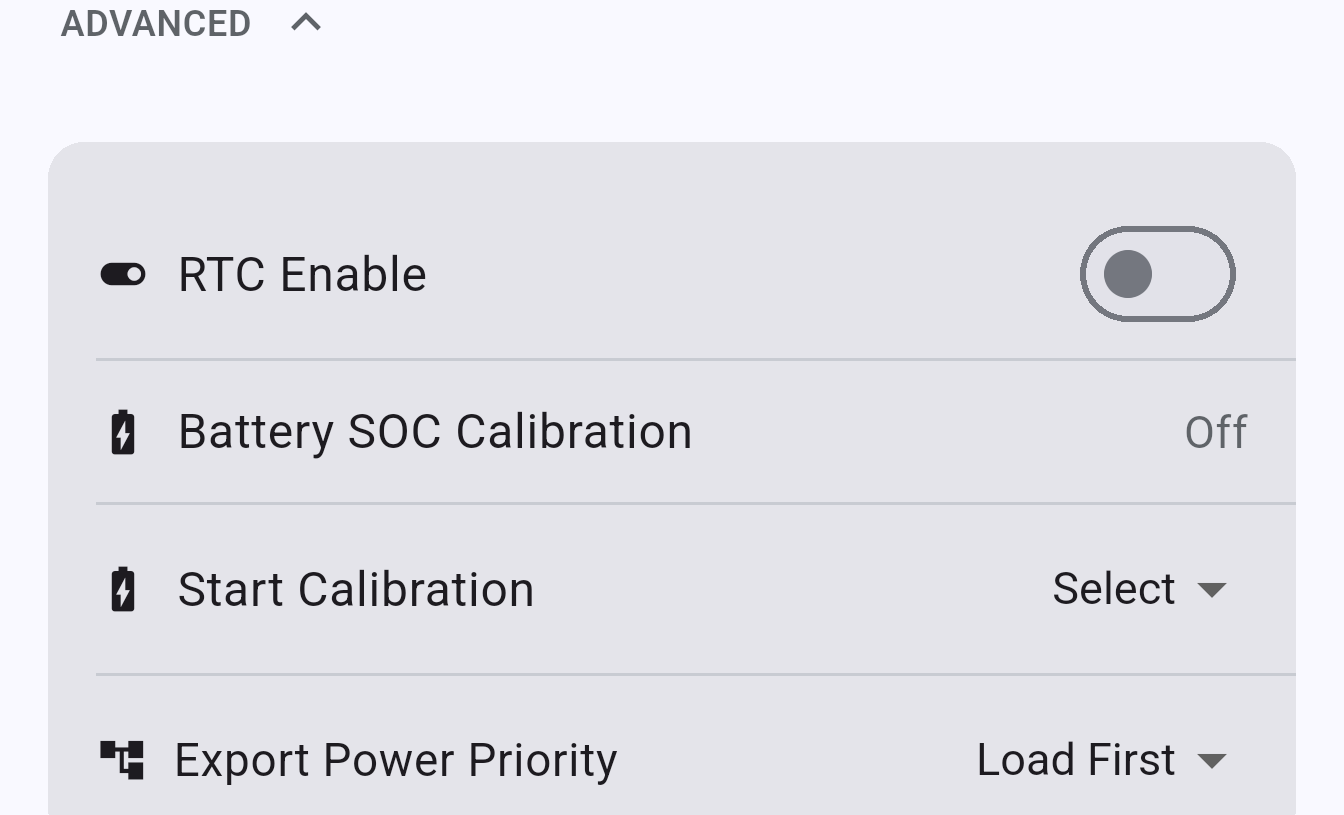 ADVANCED
RTC Enable
Battery SOC Calibration Off
Start Calibration Select
Export Power Priority Load First